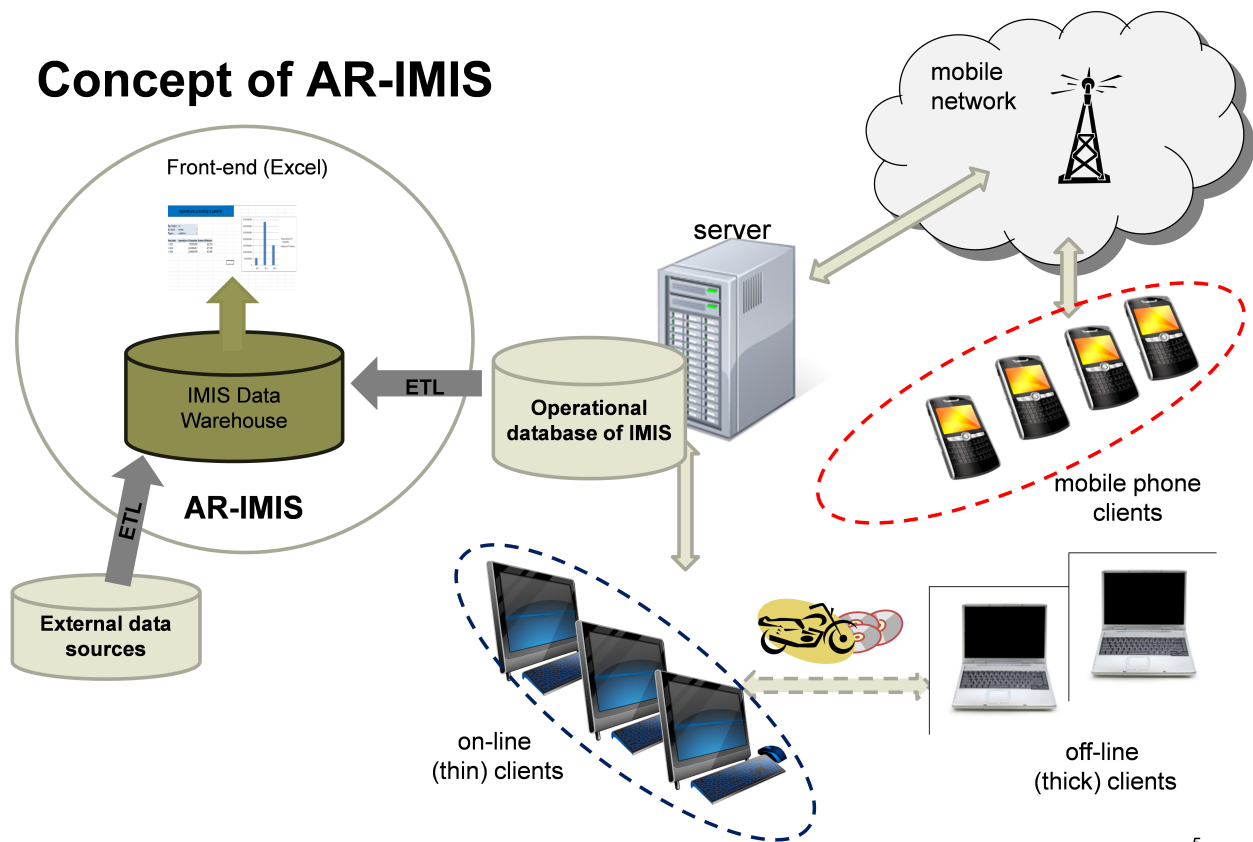 Concept of AR-IMIS
mobile
network
Front-end (Excel)
server
IMIS Data
Warehouse
ETL
Operational
database of IMIS
AR-IMIS
ETL
mobile phone
clients
External data
sources
on-line
(thin) clients
off-line
(thick) clients